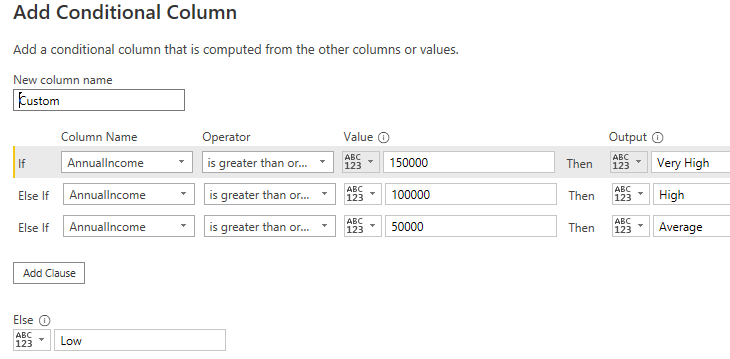 Add Conditional Column
Add a conditional column that is computed from the other columns or values.
New column name
Custom
Column Name Operator Value Output
If AnnualIncome is greater than or... ABC 123 150000 Then ABC 123 Very High
Else If AnnualIncome is greater than or... ABC 123 100000 Then ABC 123 High
Else If AnnualIncome is greater than or... ABC 123 50000 Then ABC 123 Average
Add Clause
Else
ABC 123 Low